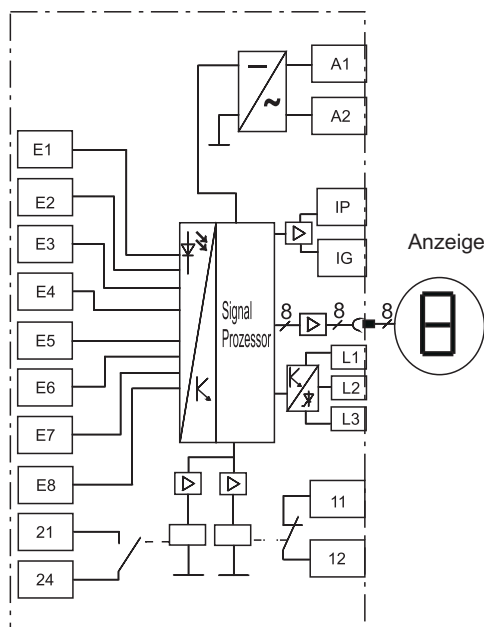 A1
A2
E1
E2
E3
E4
E5
E6
E7
E8
21
24
Signal
Prozessor
IP
IG
Anzeige
8
8
8
8
L1
L2
L3
11
12